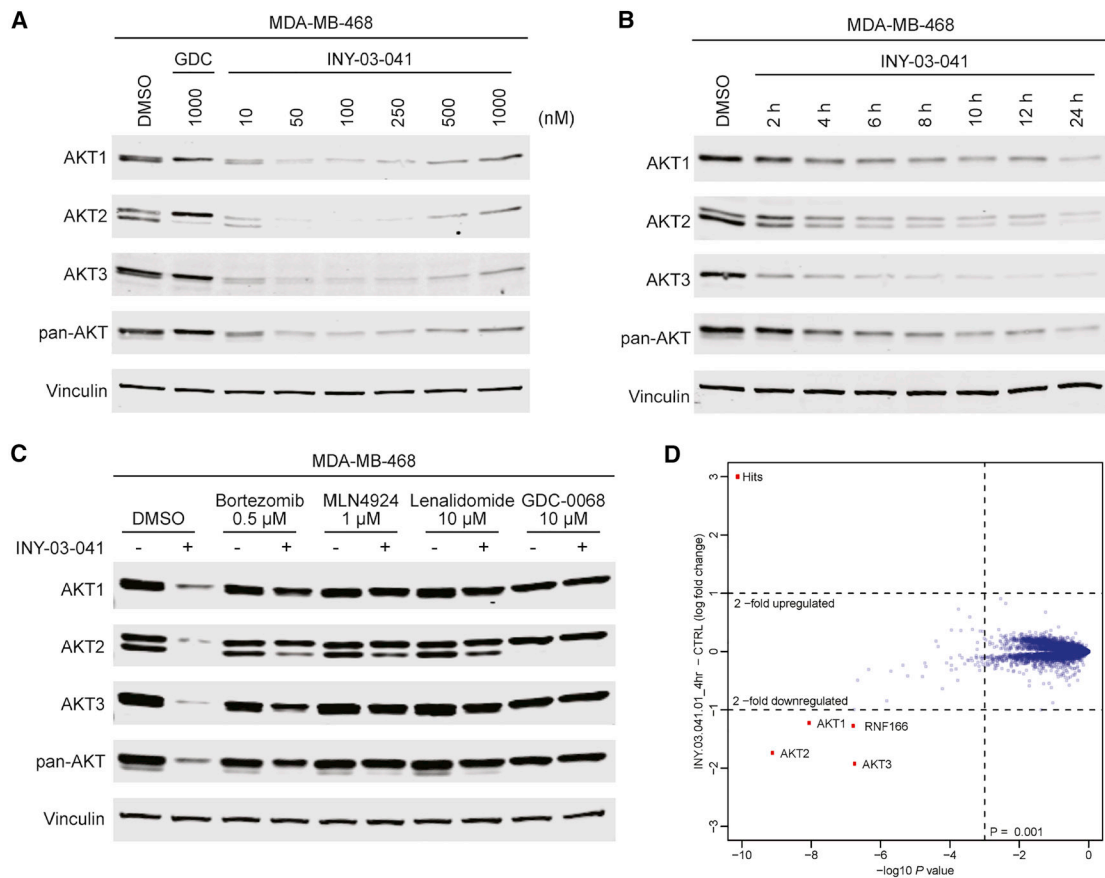 A
MDA-MB-468
GDC INY-03-041
DMSO 1000 10 50 100 250 500 1000 (nM)
AKT1
AKT2
AKT3
pan-AKT
Vinculin
B
MDA-MB-468
INY-03-041
DMSO 2 h 4 h 6 h 8 h 10 h 12 h 24 h
AKT1
AKT2
AKT3
pan-AKT
Vinculin
C
MDA-MB-468
Bortezomib MLN4924 Lenalidomide GDC-0068
DMSO 0.5 μM 1 μM 10 μM 10 μM
INY-03-041 - + - + - + - + - +
AKT1
AKT2
AKT3
pan-AKT
Vinculin
D
INY.03.041.01_4hr − CTRL (log fold change)
3
2
1
0
−1
−2
−3
Hits
2 −fold upregulated
2 −fold downregulated
AKT1 RNF166
AKT2 AKT3
P = 0.001
−10 −8 −6 −4 −2 0
−log10 P value